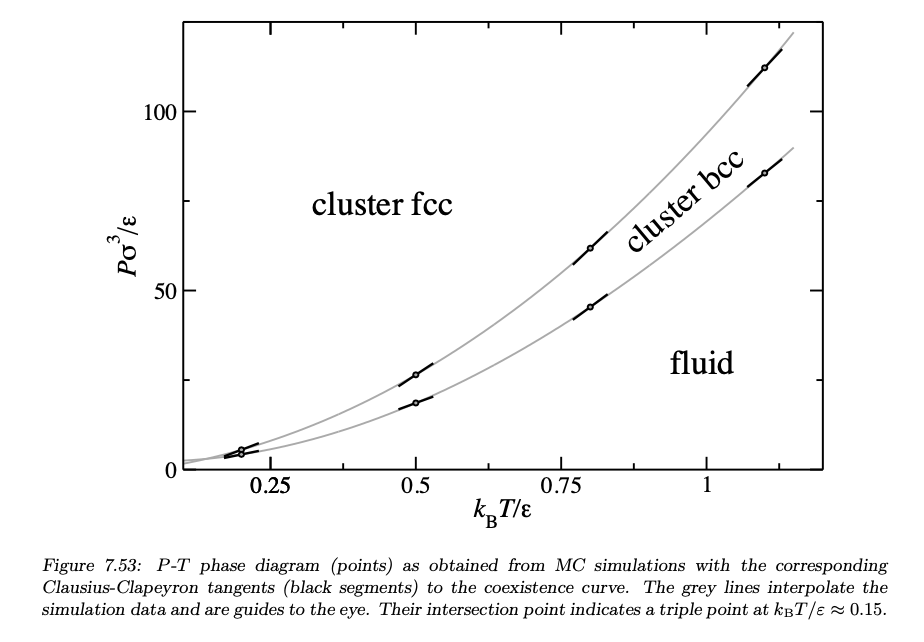 100
50
0
Pσ³/ε
cluster fcc
cluster bcc
fluid
0.25 0.5 0.75 1
k_BT/ε
Figure 7.53: P-T phase diagram (points) as obtained from MC simulations with the corresponding
Clausius-Clapeyron tangents (black segments) to the coexistence curve. The grey lines interpolate the
simulation data and are guides to the eye. Their intersection point indicates a triple point at k_BT/ε ≈ 0.15.